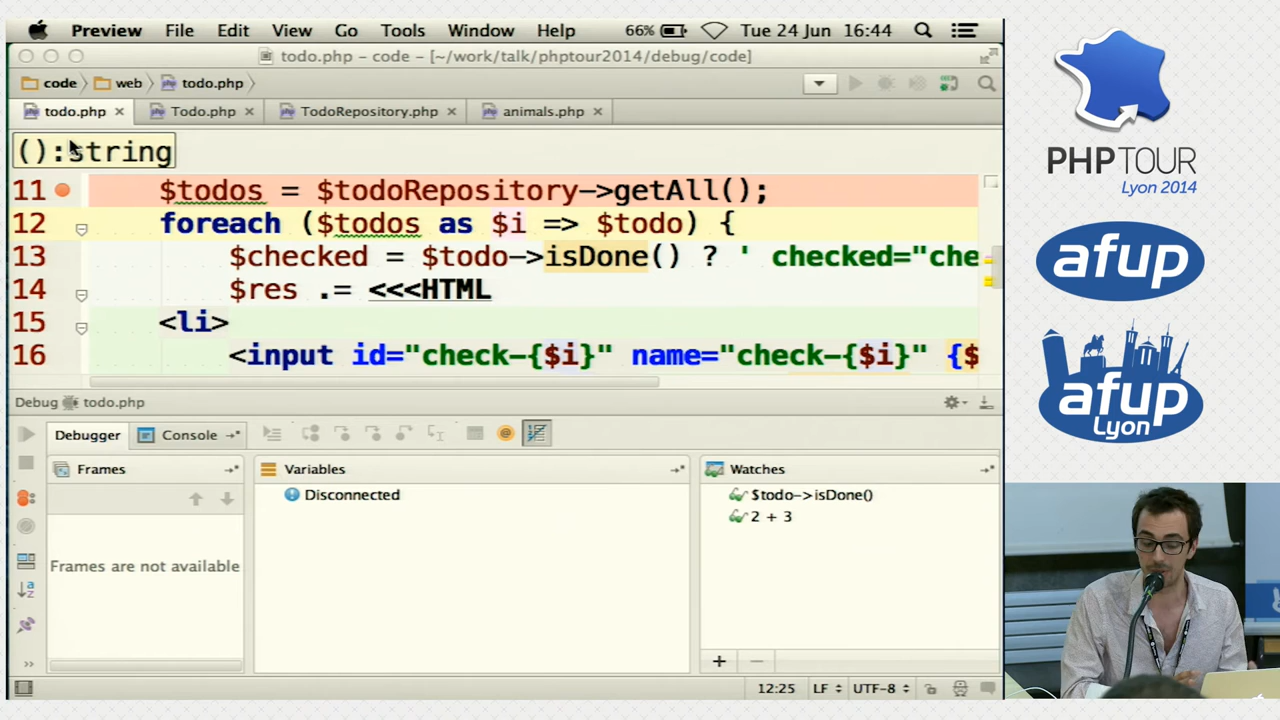 Preview File Edit View Go Tools Window Help 66% Tue 24 Jun 16:44
todo.php – code – [~/work/talk/phptour2014/debug/code]
code web todo.php
todo.php Todo.php TodoRepository.php animals.php
():string
11 $todos = $todoRepository->getAll();
12 foreach ($todos as $i => $todo) {
13 $checked = $todo->isDone() ? ' checked="che
14 $res .= <<<HTML
15 <li>
16 <input id="check-{$i}" name="check-{$i}" {$
Debug todo.php
Debugger Console
Frames Variables Watches
Disconnected
$todo->isDone()
2 + 3
Frames are not available
12:25 LF UTF-8
PHP TOUR
Lyon 2014
afup
afup
Lyon